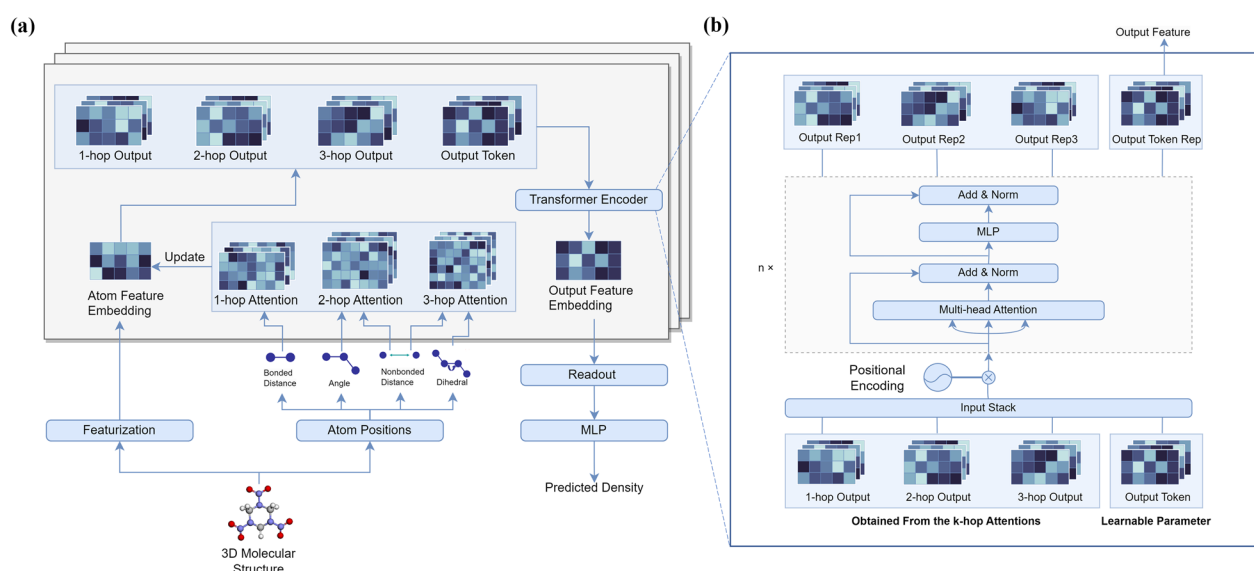 (a)
1-hop Output
2-hop Output
3-hop Output
Output Token
Transformer Encoder
Update
Atom Feature
Embedding
1-hop Attention
2-hop Attention
3-hop Attention
Output Feature
Embedding
Bonded
Distance
Angle
Nonbonded
Distance
Dihedral
Readout
Featurization
Atom Positions
MLP
Predicted Density
3D Molecular
Structure
(b)
Output Feature
Output Rep1
Output Rep2
Output Rep3
Output Token Rep
Add & Norm
MLP
n ×
Add & Norm
Multi-head Attention
Positional
Encoding
Input Stack
1-hop Output
2-hop Output
3-hop Output
Output Token
Obtained From the k-hop Attentions
Learnable Parameter